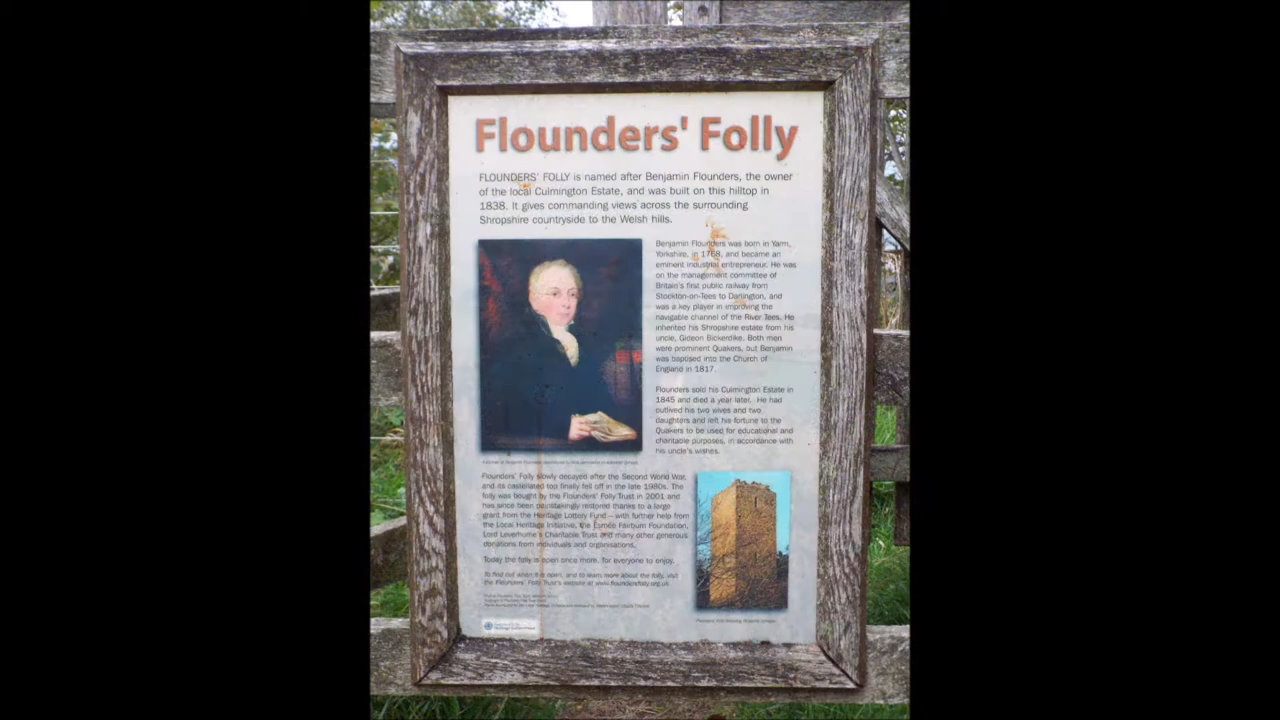 Flounders' Folly
FLOUNDERS' FOLLY is named after Benjamin Flounders, the owner
of the local Culmington Estate, and was built on this hilltop in
1838. It gives commanding views across the surrounding
Shropshire countryside to the Welsh hills.
Benjamin Flounders was born in Yarm,
Yorkshire, in 1768, and became an
eminent industrial entrepreneur. He was
on the management committee of
Britain's first public railway from
Stockton-on-Tees to Darlington, and
was a key player in improving the
navigable channel of the River Tees. He
inherited his Shropshire estate from his
uncle, Gideon Bickerdike. Both men
were prominent Quakers, but Benjamin
was baptised into the Church of
England in 1817.
Flounders sold his Culmington Estate in
1845 and died a year later. He had
outlived his two wives and two
daughters and left his fortune to the
Quakers to be used for educational and
charitable purposes, in accordance with
his uncle's wishes.
Flounders' Folly slowly decayed after the Second World War,
and its castellated top finally fell off in the late 1980s. The
folly was bought by the Flounders' Folly Trust in 2001 and
has since been painstakingly restored thanks to a large
grant from the Heritage Lottery Fund – with further help from
the Local Heritage Initiative, the Esmée Fairbairn Foundation,
Lord Leverhulme's Charitable Trust and many other generous
donations from individuals and organisations.
Today the folly is open once more, for everyone to enjoy.
To find out when it is open, and to learn more about the folly, visit
the Flounders' Folly Trust's website at www.floundersfolly.org.uk